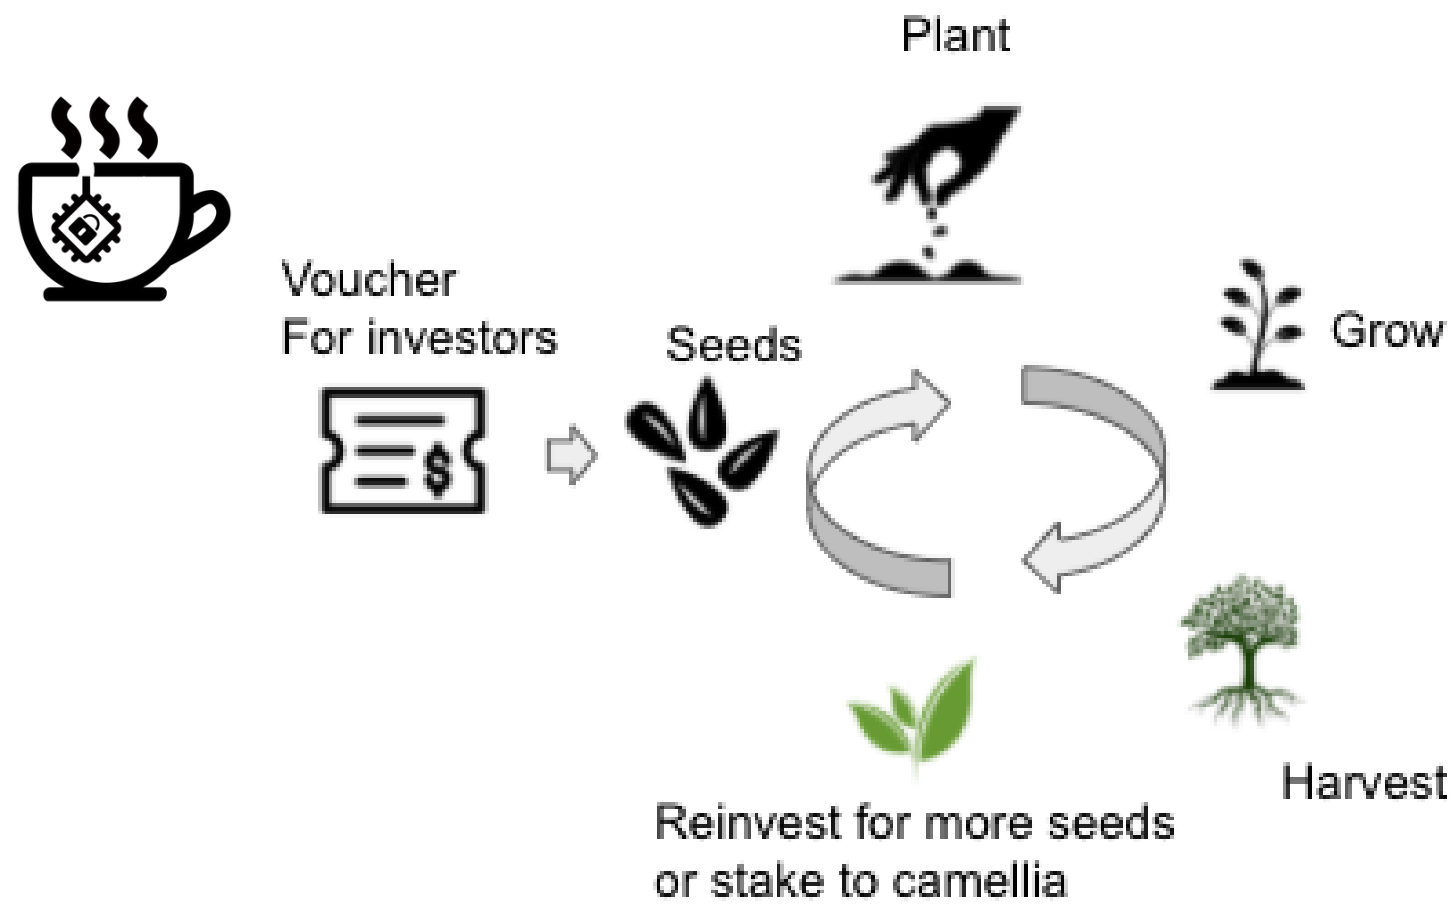 Plant
Voucher
For investors
Seeds
Grow
$
Harvest
Reinvest for more seeds
or stake to camellia